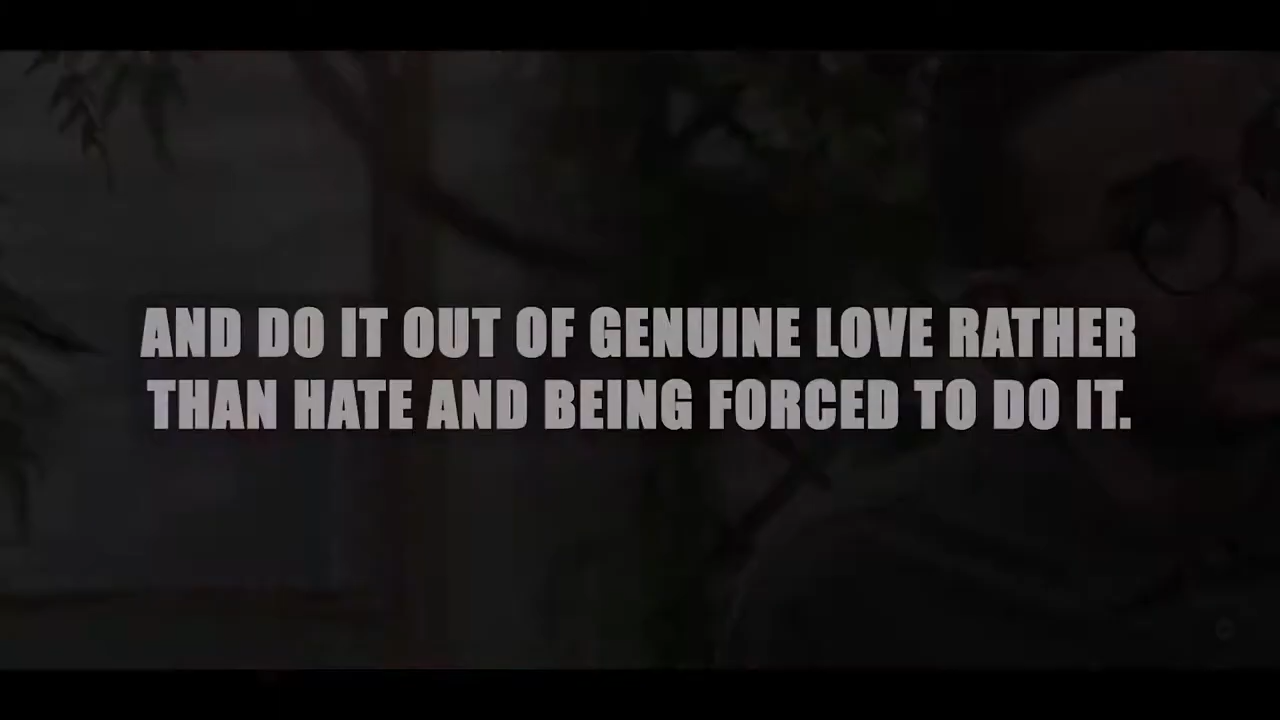 AND DO IT OUT OF GENUINE LOVE RATHER
THAN HATE AND BEING FORCED TO DO IT.